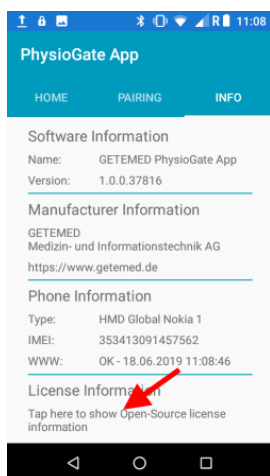 R 11:08
PhysioGate App
HOME PAIRING INFO
Software Information
Name: GETEMED PhysioGate App
Version: 1.0.0.37816
Manufacturer Information
GETEMED
Medizin- und Informationstechnik AG
https://www.getemed.de
Phone Information
Type: HMD Global Nokia 1
IMEI: 353413091457562
WWW: OK - 18.06.2019 11:08:46
License Information
Tap here to show Open-Source license
information